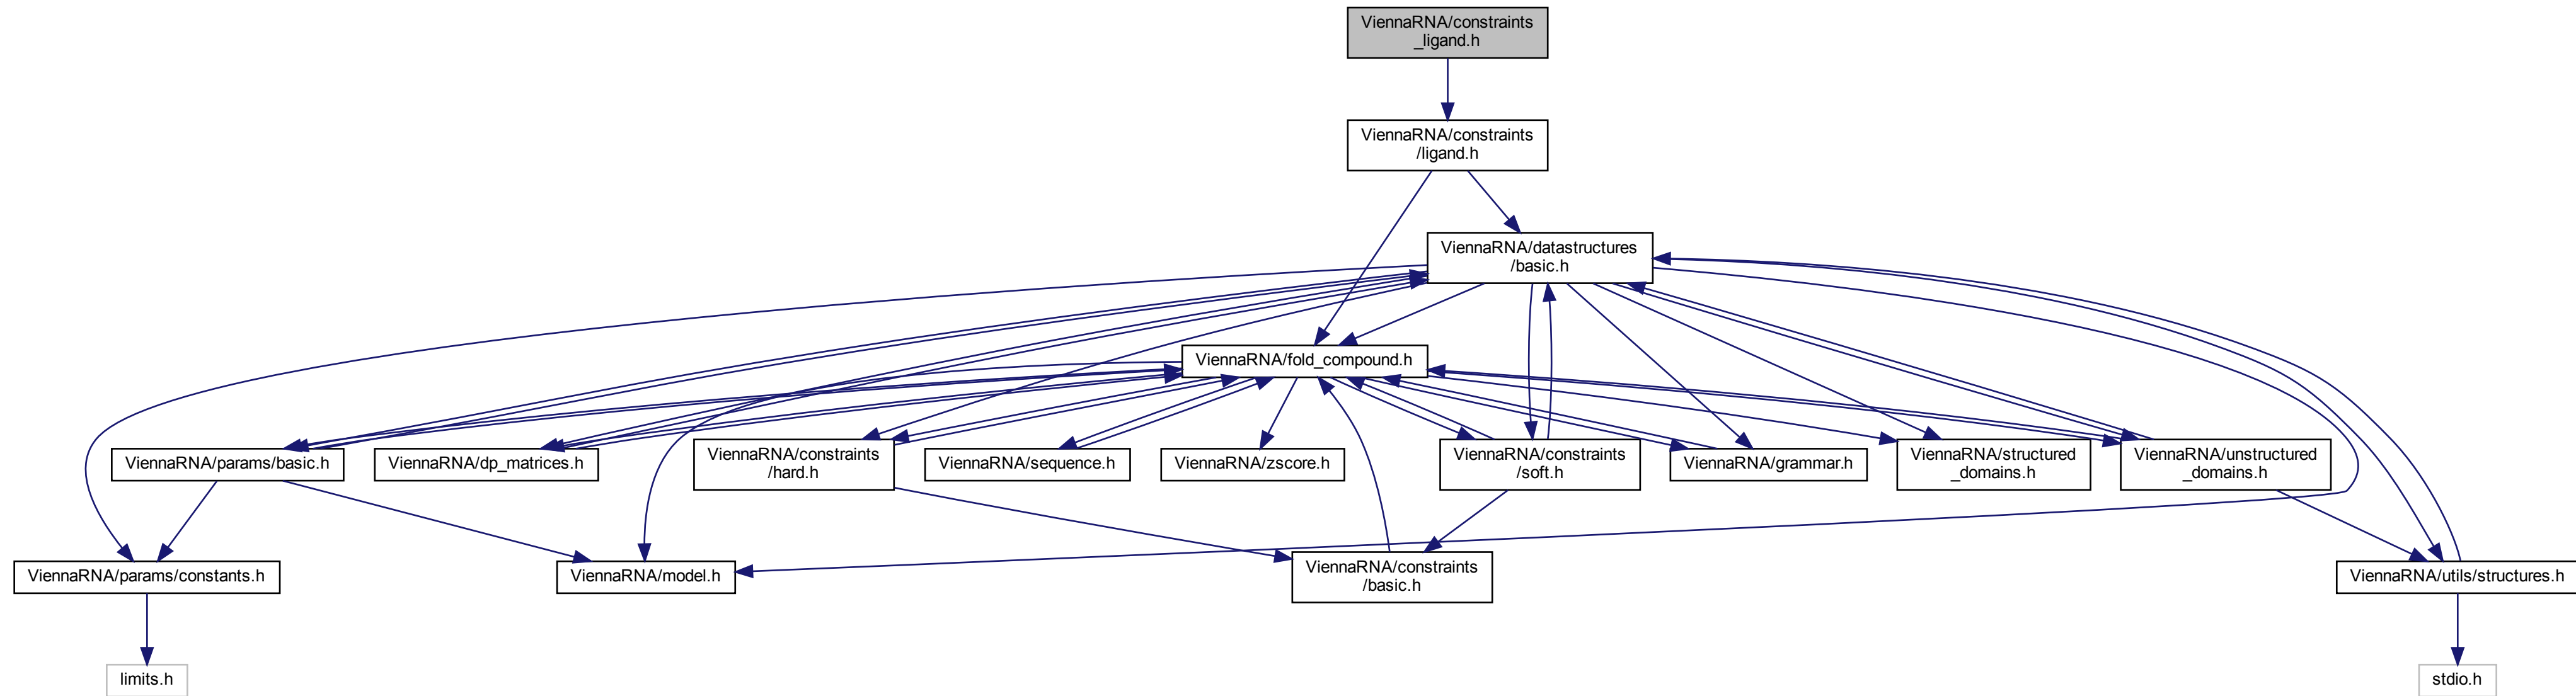 ViennaRNA/constraints
_ligand.h
ViennaRNA/constraints
/ligand.h
ViennaRNA/datastructures
/basic.h
ViennaRNA/fold_compound.h
ViennaRNA/params/basic.h
ViennaRNA/dp_matrices.h
ViennaRNA/constraints
/hard.h
ViennaRNA/sequence.h
ViennaRNA/zscore.h
ViennaRNA/constraints
/soft.h
ViennaRNA/grammar.h
ViennaRNA/structured
_domains.h
ViennaRNA/unstructured
_domains.h
ViennaRNA/params/constants.h
ViennaRNA/model.h
ViennaRNA/constraints
/basic.h
ViennaRNA/utils/structures.h
limits.h
stdio.h